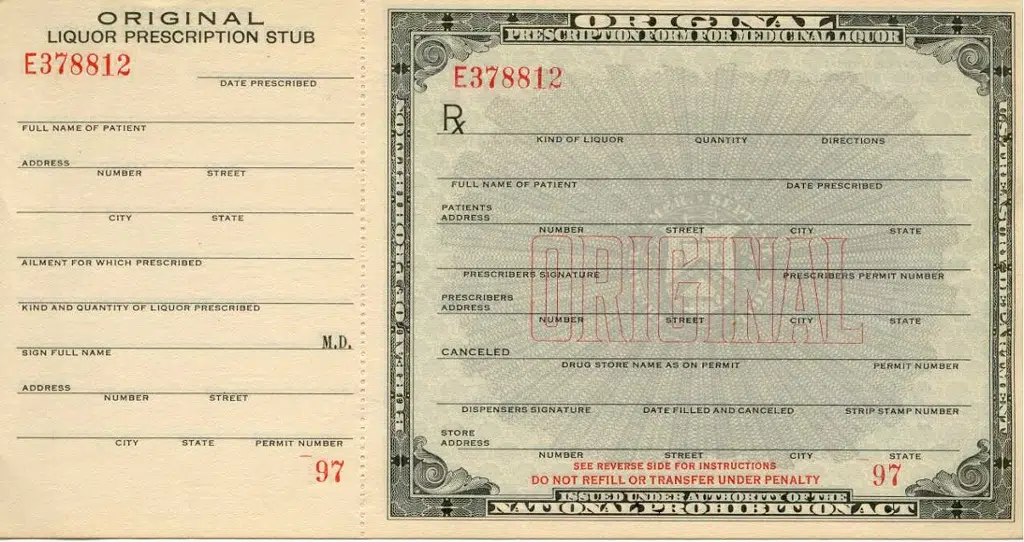 ORIGINAL
LIQUOR PRESCRIPTION STUB
E378812
DATE PRESCRIBED
FULL NAME OF PATIENT
ADDRESS
NUMBER STREET
CITY STATE
AILMENT FOR WHICH PRESCRIBED
KIND AND QUANTITY OF LIQUOR PRESCRIBED
M.D.
SIGN FULL NAME
ADDRESS
NUMBER STREET
CITY STATE PERMIT NUMBER
97
ORIGINAL
PRESCRIPTION FORM FOR MEDICINAL LIQUOR
E378812
Rx
KIND OF LIQUOR QUANTITY DIRECTIONS
FULL NAME OF PATIENT DATE PRESCRIBED
PATIENTS
ADDRESS
NUMBER STREET CITY STATE
ORIGINAL
PRESCRIBERS SIGNATURE PRESCRIBERS PERMIT NUMBER
PRESCRIBERS
ADDRESS
NUMBER STREET CITY STATE
CANCELED
DRUG STORE NAME AS ON PERMIT PERMIT NUMBER
DISPENSERS SIGNATURE DATE FILLED AND CANCELED STRIP STAMP NUMBER
STORE
ADDRESS
NUMBER STREET CITY STATE
SEE REVERSE SIDE FOR INSTRUCTIONS
DO NOT REFILL OR TRANSFER UNDER PENALTY
97
ISSUED UNDER AUTHORITY OF THE
NATIONAL PROHIBITION ACT